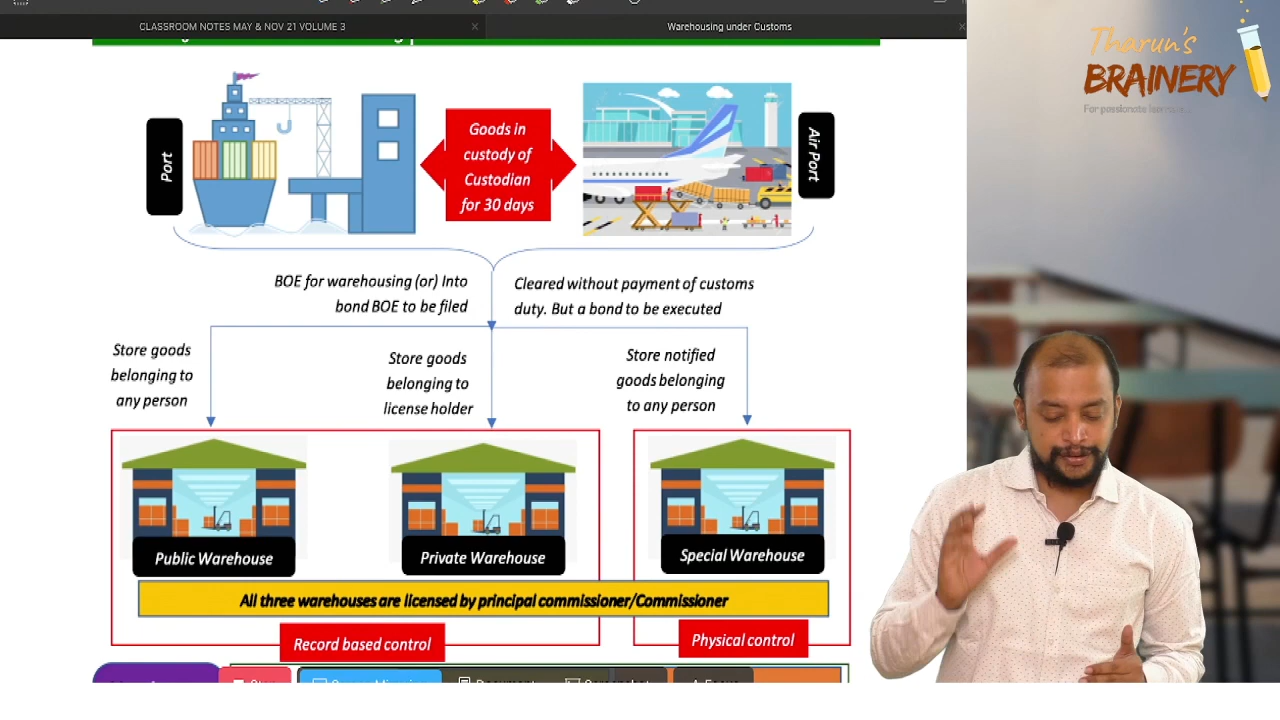 CLASSROOM NOTES MAY & NOV 21 VOLUME 3
Warehousing under Customs
Tharun's
BRAINERY
For passionate learners...
Port
Goods in
custody of
Custodian
for 30 days
Air Port
BOE for warehousing (or) Into
bond BOE to be filed
Cleared without payment of customs
duty. But a bond to be executed
Store goods
belonging to
any person
Store goods
belonging to
license holder
Store notified
goods belonging
to any person
Public Warehouse
Private Warehouse
Special Warehouse
All three warehouses are licensed by principal commissioner/Commissioner
Record based control
Physical control